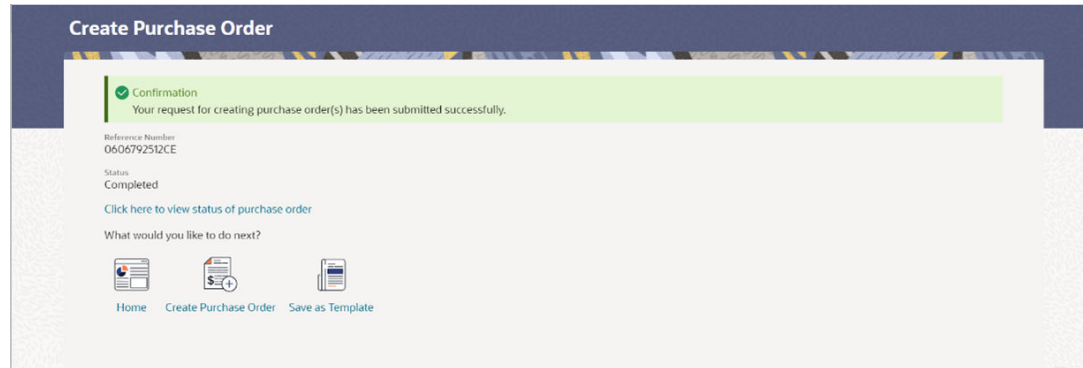 Create Purchase Order
Confirmation
Your request for creating purchase order(s) has been submitted successfully.
Reference Number
0606792512CE
Status
Completed
Click here to view status of purchase order
What would you like to do next?
Home Create Purchase Order Save as Template